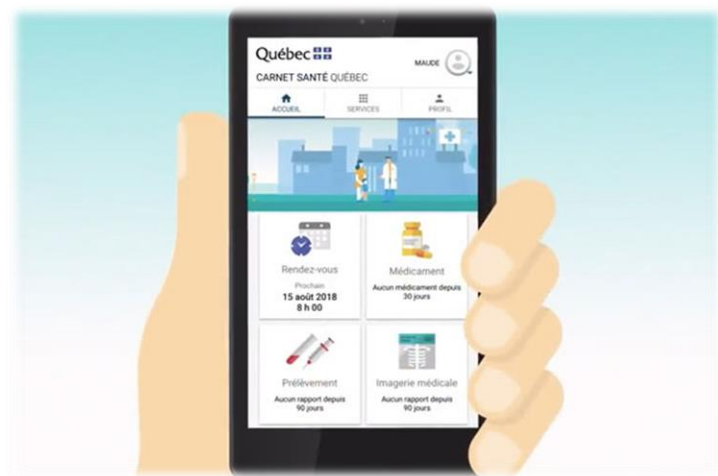 Québec
MAUDE
CARNET SANTÉ QUÉBEC
ACCUEIL
SERVICES
PROFIL
Rendez-vous
Prochain
15 août 2018
8 h 00
Médicament
Aucun médicament depuis
30 jours
Prélèvement
Aucun rapport depuis
90 jours
Imagerie médicale
Aucun rapport depuis
90 jours